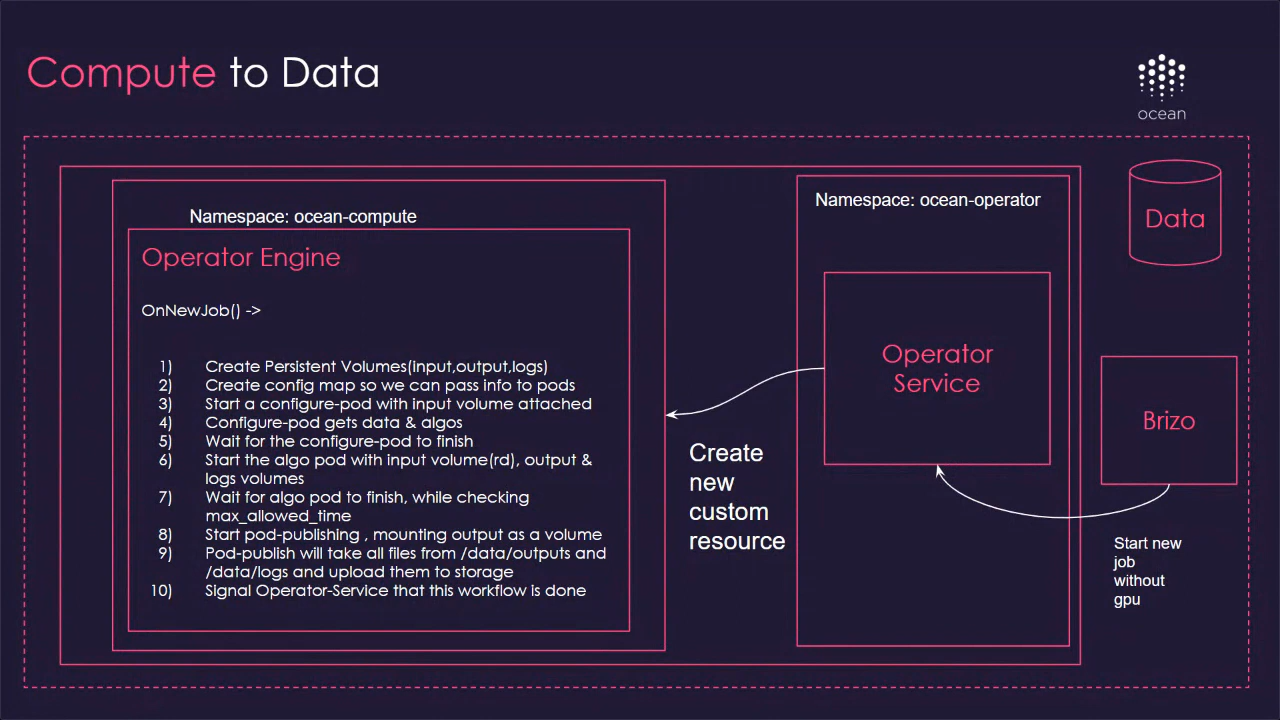 Compute to Data
ocean
Namespace: ocean-compute
Operator Engine
OnNewJob() ->
1) Create Persistent Volumes(input,output,logs)
2) Create config map so we can pass info to pods
3) Start a configure-pod with input volume attached
4) Configure-pod gets data & algos
5) Wait for the configure-pod to finish
6) Start the algo pod with input volume(rd), output &
logs volumes
7) Wait for algo pod to finish, while checking
max_allowed_time
8) Start pod-publishing , mounting output as a volume
9) Pod-publish will take all files from /data/outputs and
/data/logs and upload them to storage
10) Signal Operator-Service that this workflow is done
Create
new
custom
resource
Namespace: ocean-operator
Operator
Service
Data
Brizo
Start new
job
without
gpu